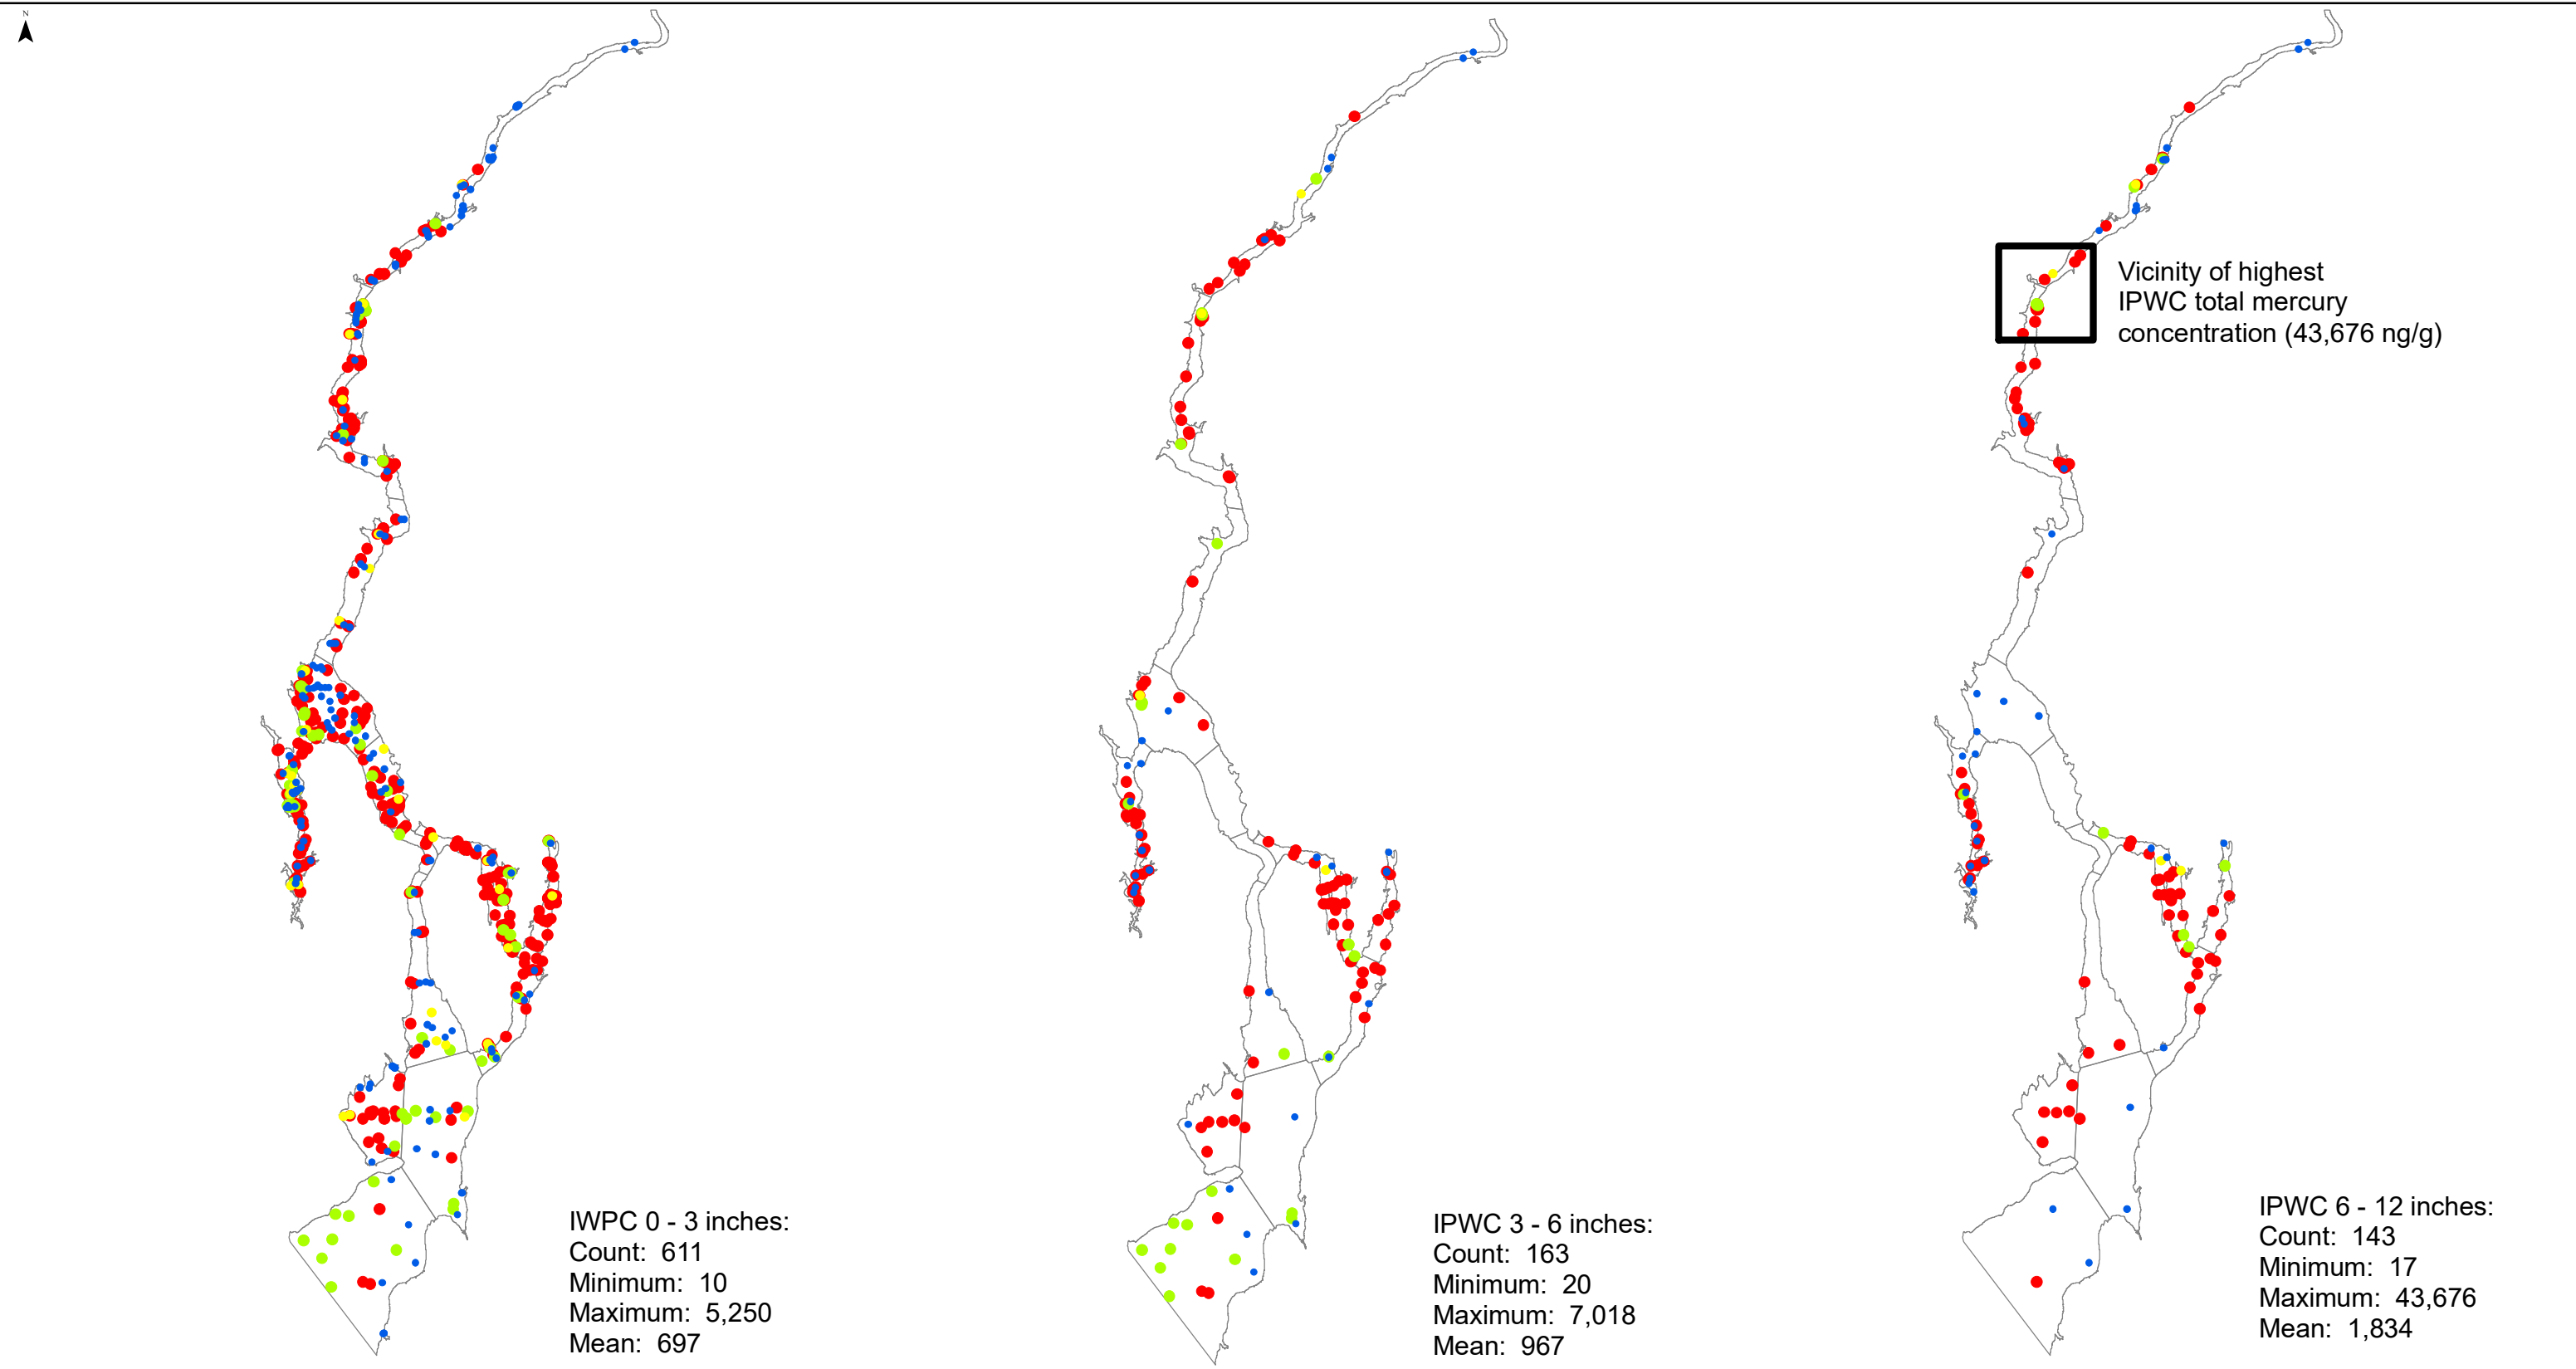 N
Vicinity of highest
IPWC total mercury
concentration (43,676 ng/g)
IWPC 0 - 3 inches:
Count: 611
Minimum: 10
Maximum: 5,250
Mean: 697
IPWC 3 - 6 inches:
Count: 163
Minimum: 20
Maximum: 7,018
Mean: 967
IPWC 6 - 12 inches:
Count: 143
Minimum: 17
Maximum: 43,676
Mean: 1,834